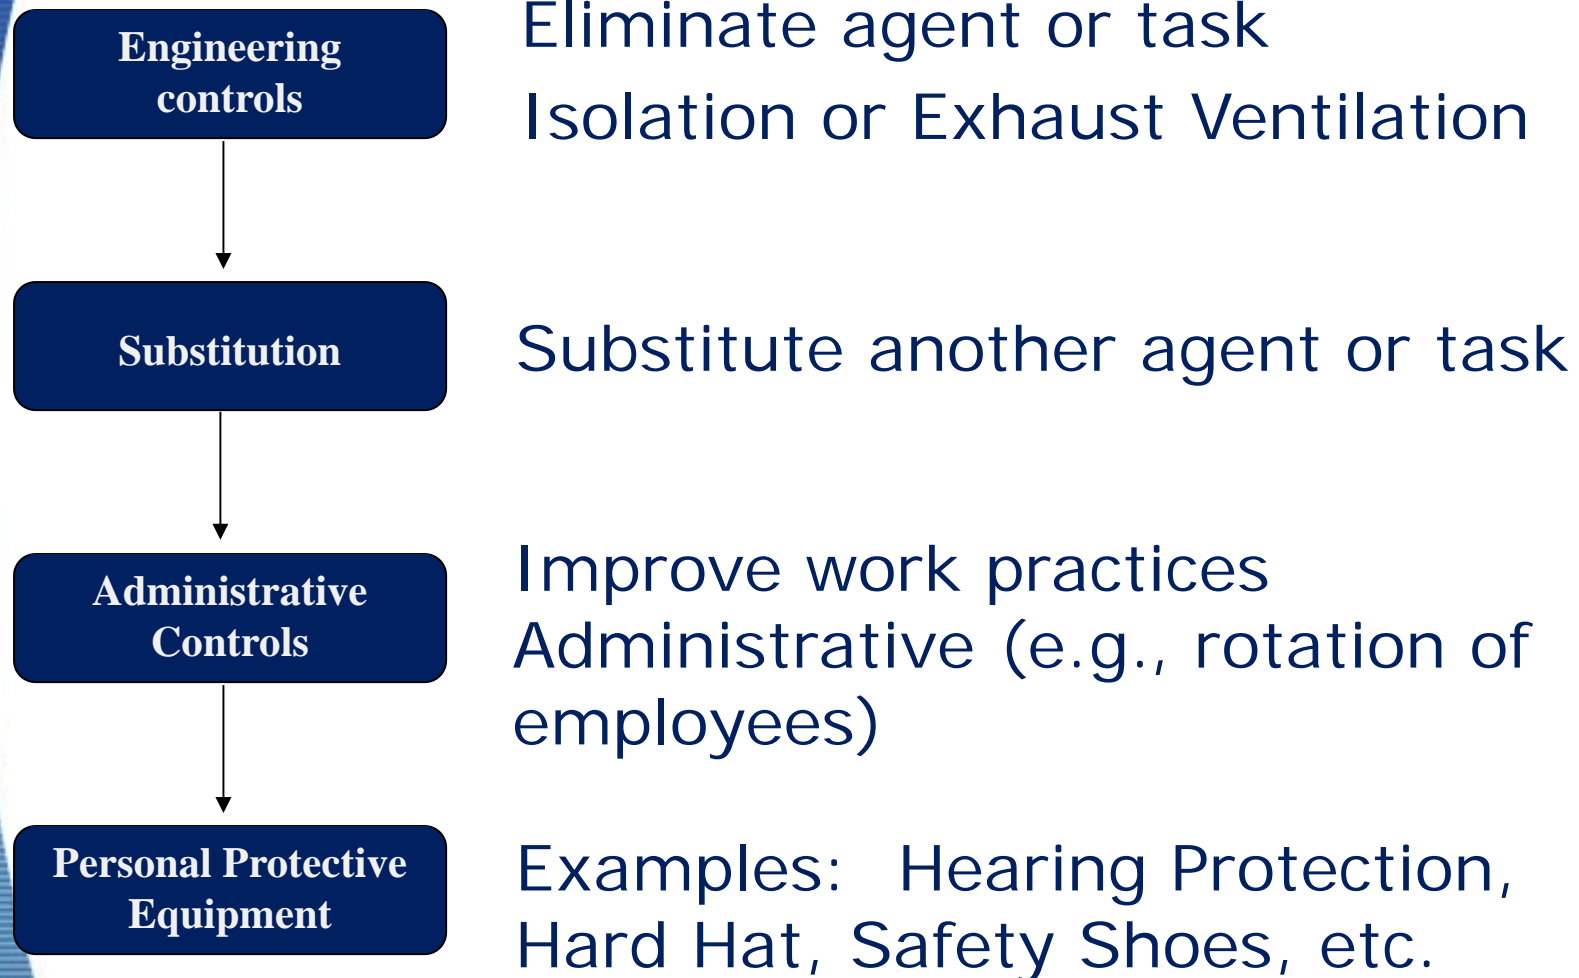 Engineering
controls
Eliminate agent or task
Isolation or Exhaust Ventilation
Substitution
Substitute another agent or task
Administrative
Controls
Improve work practices
Administrative (e.g., rotation of
employees)
Personal Protective
Equipment
Examples: Hearing Protection,
Hard Hat, Safety Shoes, etc.